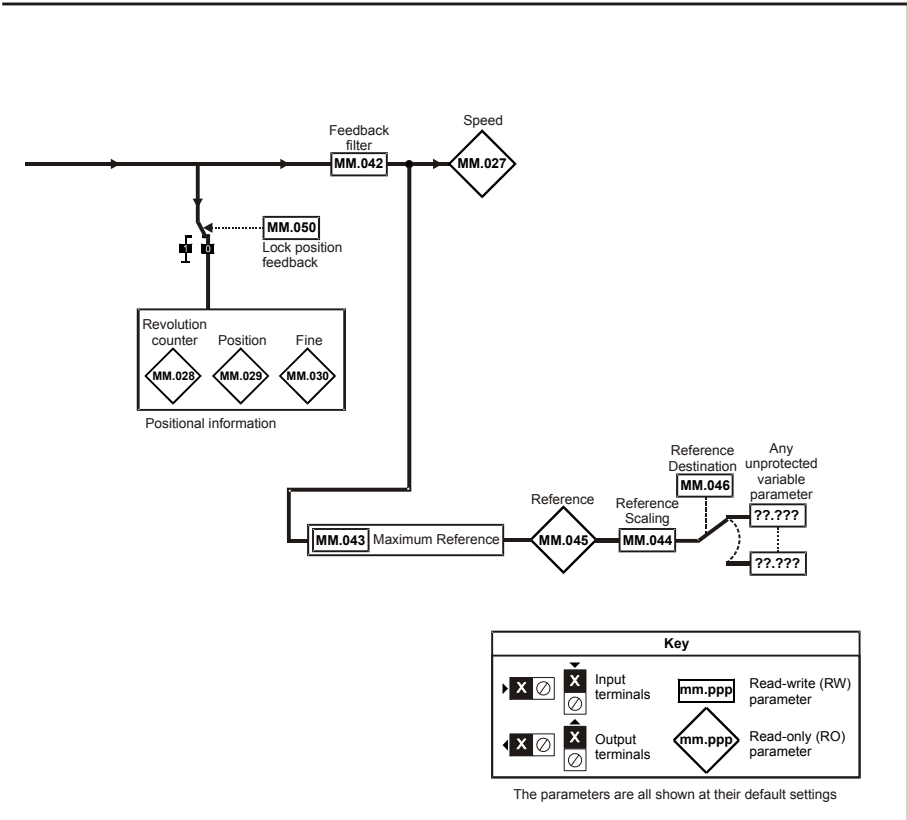 Speed
Feedback
filter
MM.042
MM.027
MM.050
Lock position
feedback
1
0
Revolution
counter
Position
Fine
MM.028
MM.029
MM.030
Positional information
Reference
Destination
MM.046
Any
unprotected
variable
parameter
??.???
??.???
Reference
MM.045
Reference
Scaling
MM.044
MM.043
Maximum Reference
Key
X
X
Input
terminals
mm.ppp
Read-write (RW)
parameter
X
X
Output
terminals
mm.ppp
Read-only (RO)
parameter
The parameters are all shown at their default settings